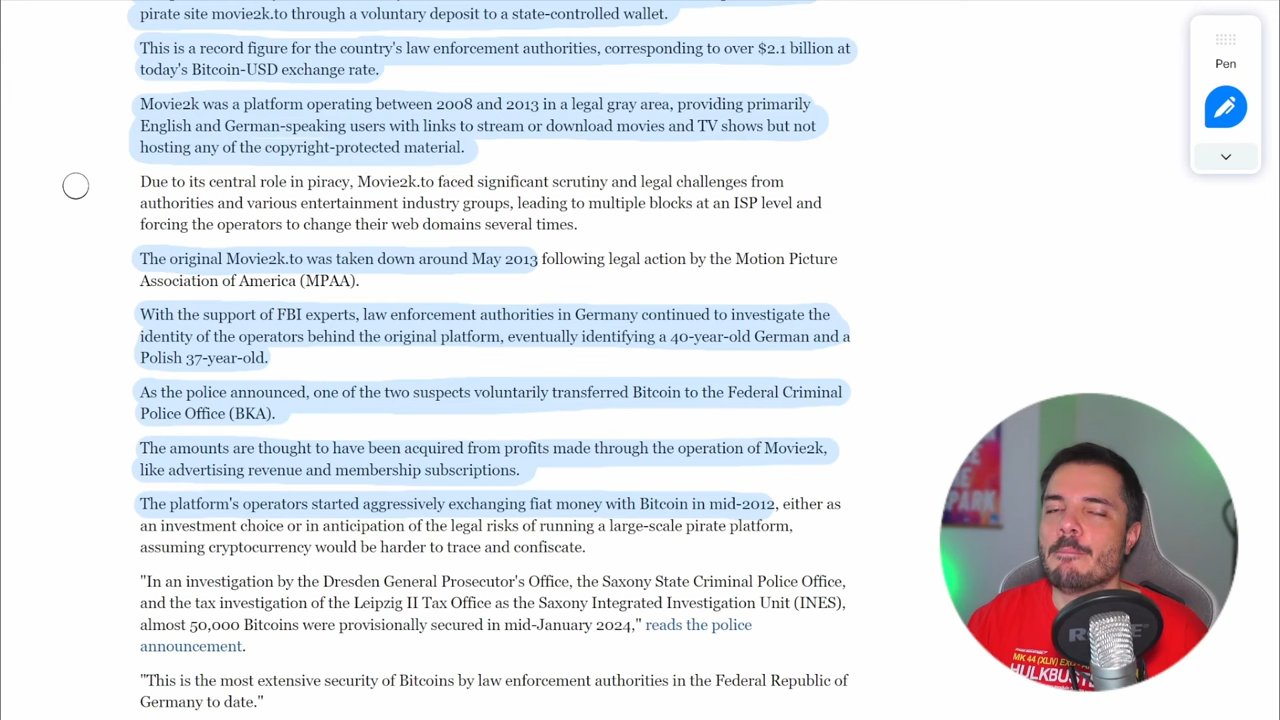 pirate site movie2k.to through a voluntary deposit to a state-controlled wallet.
This is a record figure for the country's law enforcement authorities, corresponding to over $2.1 billion at
today's Bitcoin-USD exchange rate.
Movie2k was a platform operating between 2008 and 2013 in a legal gray area, providing primarily
English and German-speaking users with links to stream or download movies and TV shows but not
hosting any of the copyright-protected material.
Due to its central role in piracy, Movie2k.to faced significant scrutiny and legal challenges from
authorities and various entertainment industry groups, leading to multiple blocks at an ISP level and
forcing the operators to change their web domains several times.
The original Movie2k.to was taken down around May 2013 following legal action by the Motion Picture
Association of America (MPAA).
With the support of FBI experts, law enforcement authorities in Germany continued to investigate the
identity of the operators behind the original platform, eventually identifying a 40-year-old German and a
Polish 37-year-old.
As the police announced, one of the two suspects voluntarily transferred Bitcoin to the Federal Criminal
Police Office (BKA).
The amounts are thought to have been acquired from profits made through the operation of Movie2k,
like advertising revenue and membership subscriptions.
The platform's operators started aggressively exchanging fiat money with Bitcoin in mid-2012, either as
an investment choice or in anticipation of the legal risks of running a large-scale pirate platform,
assuming cryptocurrency would be harder to trace and confiscate.
"In an investigation by the Dresden General Prosecutor's Office, the Saxony State Criminal Police Office,
and the tax investigation of the Leipzig II Tax Office as the Saxony Integrated Investigation Unit (INES),
almost 50,000 Bitcoins were provisionally secured in mid-January 2024," reads the police
announcement.
"This is the most extensive security of Bitcoins by law enforcement authorities in the Federal Republic of
Germany to date."
Pen
PARK
MK 44 (XLIV)